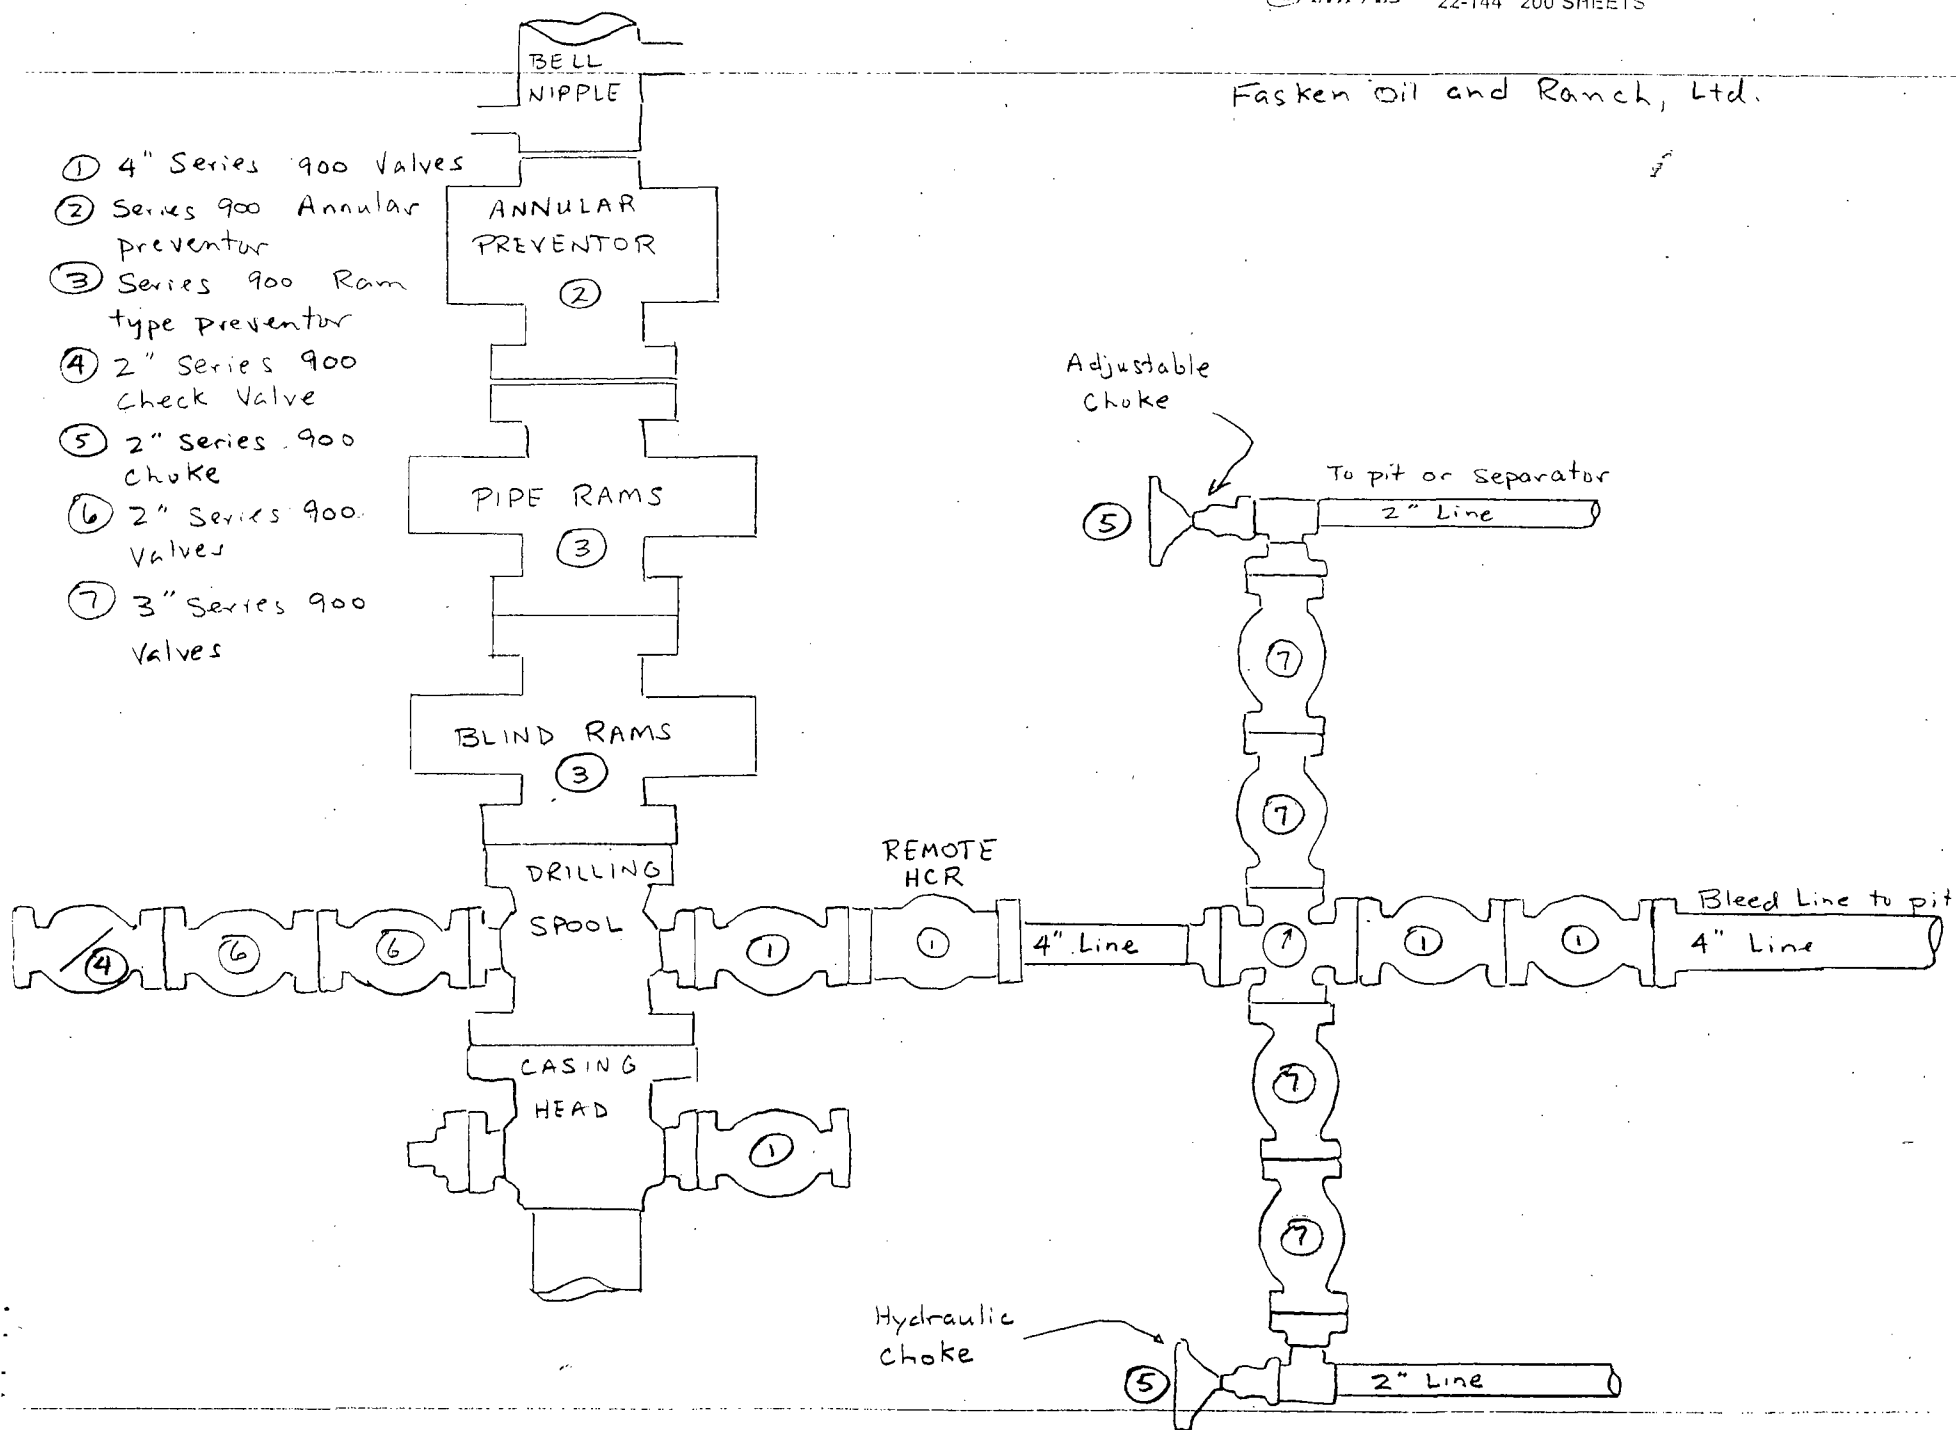 22-144 200 SHEETS
Fasken Oil and Ranch, Ltd.
BELL
NIPPLE
① 4" Series 900 Valves
② Series 900 Annular
preventor
③ Series 900 Ram
type preventor
④ 2" Series 900
Check Valve
⑤ 2" Series 900
Choke
⑥ 2" Series 900
Valves
⑦ 3" Series 900
Valves
ANNULAR
PREVENTOR
②
PIPE RAMS
③
BLIND RAMS
③
DRILLING
SPOOL
④ ⑥ ⑥
①
REMOTE
HCR
①
4" Line
CASING
HEAD
①
Adjustable
Choke
⑤
To pit or separator
2" Line
⑦
⑦
① ①
Bleed Line to pit
4" Line
⑦
⑦
Hydraulic
Choke
⑤
2" Line